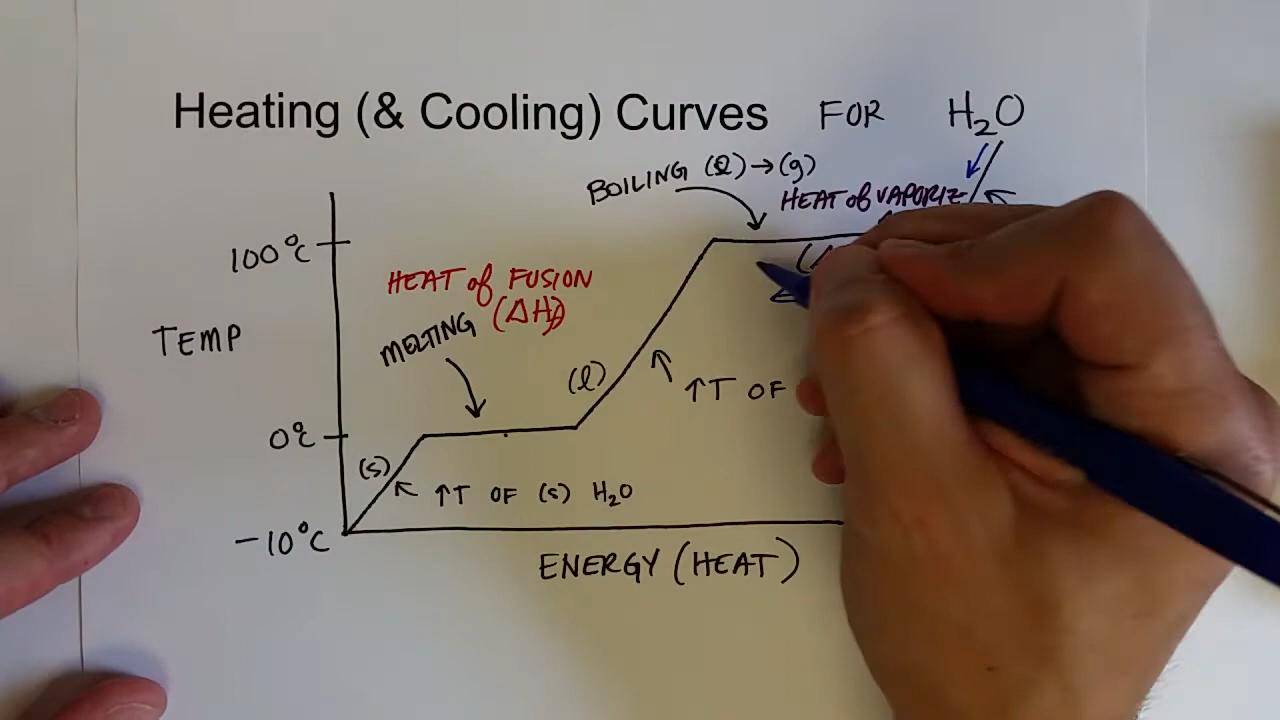 Heating (& Cooling) Curves FOR H₂O
BOILING (l)→(g)
HEAT of VAPORIZ
100°C
HEAT of FUSION
(ΔHf)
MELTING
TEMP
(l)
↑T OF
0°C
(s)
↑T OF (s) H₂O
-10°C
ENERGY (HEAT)